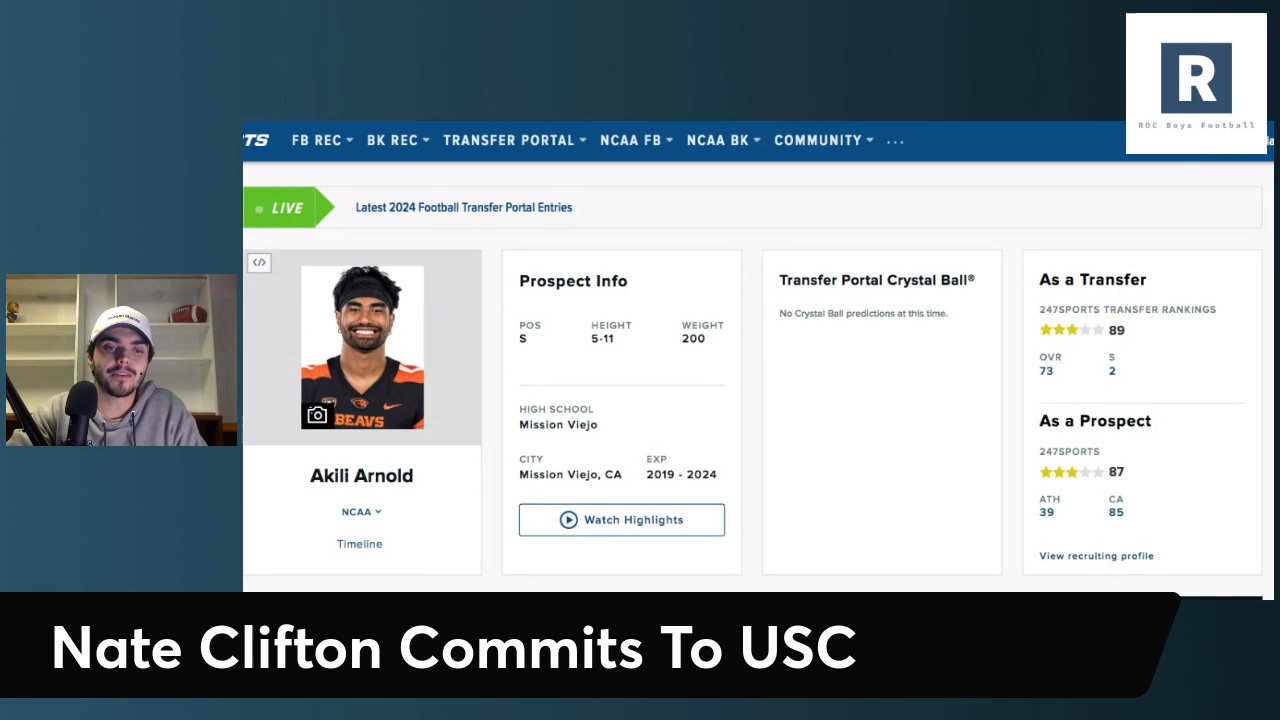 R
ROC Boys Football
TS FB REC BK REC TRANSFER PORTAL NCAA FB NCAA BK COMMUNITY ...
LIVE Latest 2024 Football Transfer Portal Entries
</>
BEAVS
Akili Arnold
NCAA
Timeline
Prospect Info
POS HEIGHT WEIGHT
S 5-11 200
HIGH SCHOOL
Mission Viejo
CITY EXP
Mission Viejo, CA 2019 - 2024
Watch Highlights
Transfer Portal Crystal Ball®
No Crystal Ball predictions at this time.
As a Transfer
247SPORTS TRANSFER RANKINGS
89
OVR S
73 2
As a Prospect
247SPORTS
87
ATH CA
39 85
View recruiting profile
Nate Clifton Commits To USC